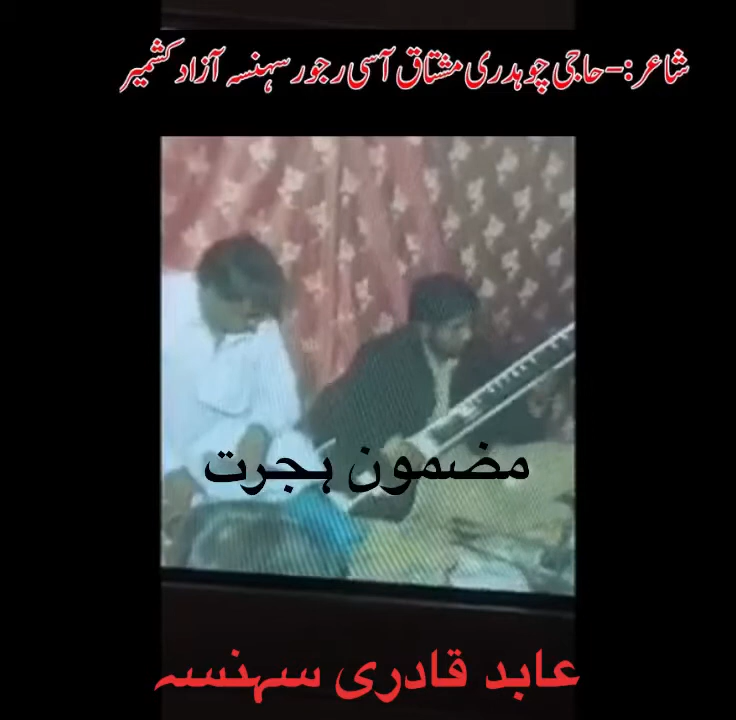 شاعر:-حاجی چوہدری مشتاق آسی رجور سہنسہ آزاد کشمیر
مضمون ہجرت
عابد قادری سہنسہ